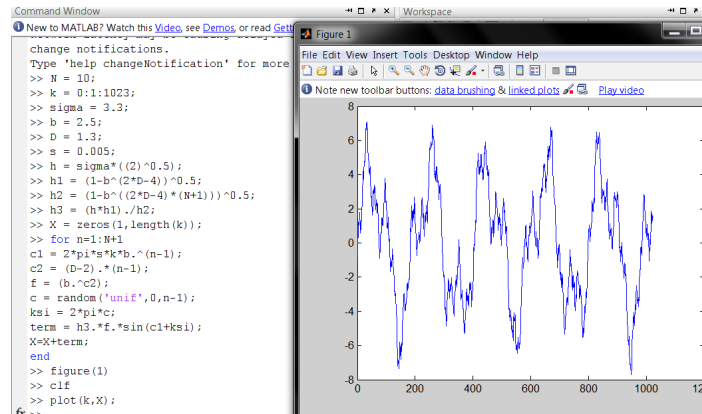 Command Window
New to MATLAB? Watch this Video, see Demos, or read Gett
change notifications.
Type 'help changeNotification' for more
>> N = 10;
>> k = 0:1:1023;
>> sigma = 3.3;
>> b = 2.5;
>> D = 1.3;
>> s = 0.005;
>> h = sigma*((2)^0.5);
>> h1 = (1-b^(2*D-4))^0.5;
>> h2 = (1-b^((2*D-4)*(N+1)))^0.5;
>> h3 = (h*h1)./h2;
>> X = zeros(1,length(k));
>> for n=1:N+1
c1 = 2*pi*s*k*b.^(n-1);
c2 = (D-2).*(n-1);
f = (b.^c2);
c = random('unif',0,n-1);
ksi = 2*pi*c;
term = h3.*f.*sin(c1+ksi);
X=X+term;
end
>> figure(1)
>> clf
>> plot(k,X);
fx >>
Workspace
Figure 1
File Edit View Insert Tools Desktop Window Help
Note new toolbar buttons: data brushing & linked plots Play video
8
6
4
2
0
-2
-4
-6
-8
0 200 400 600 800 1000 12